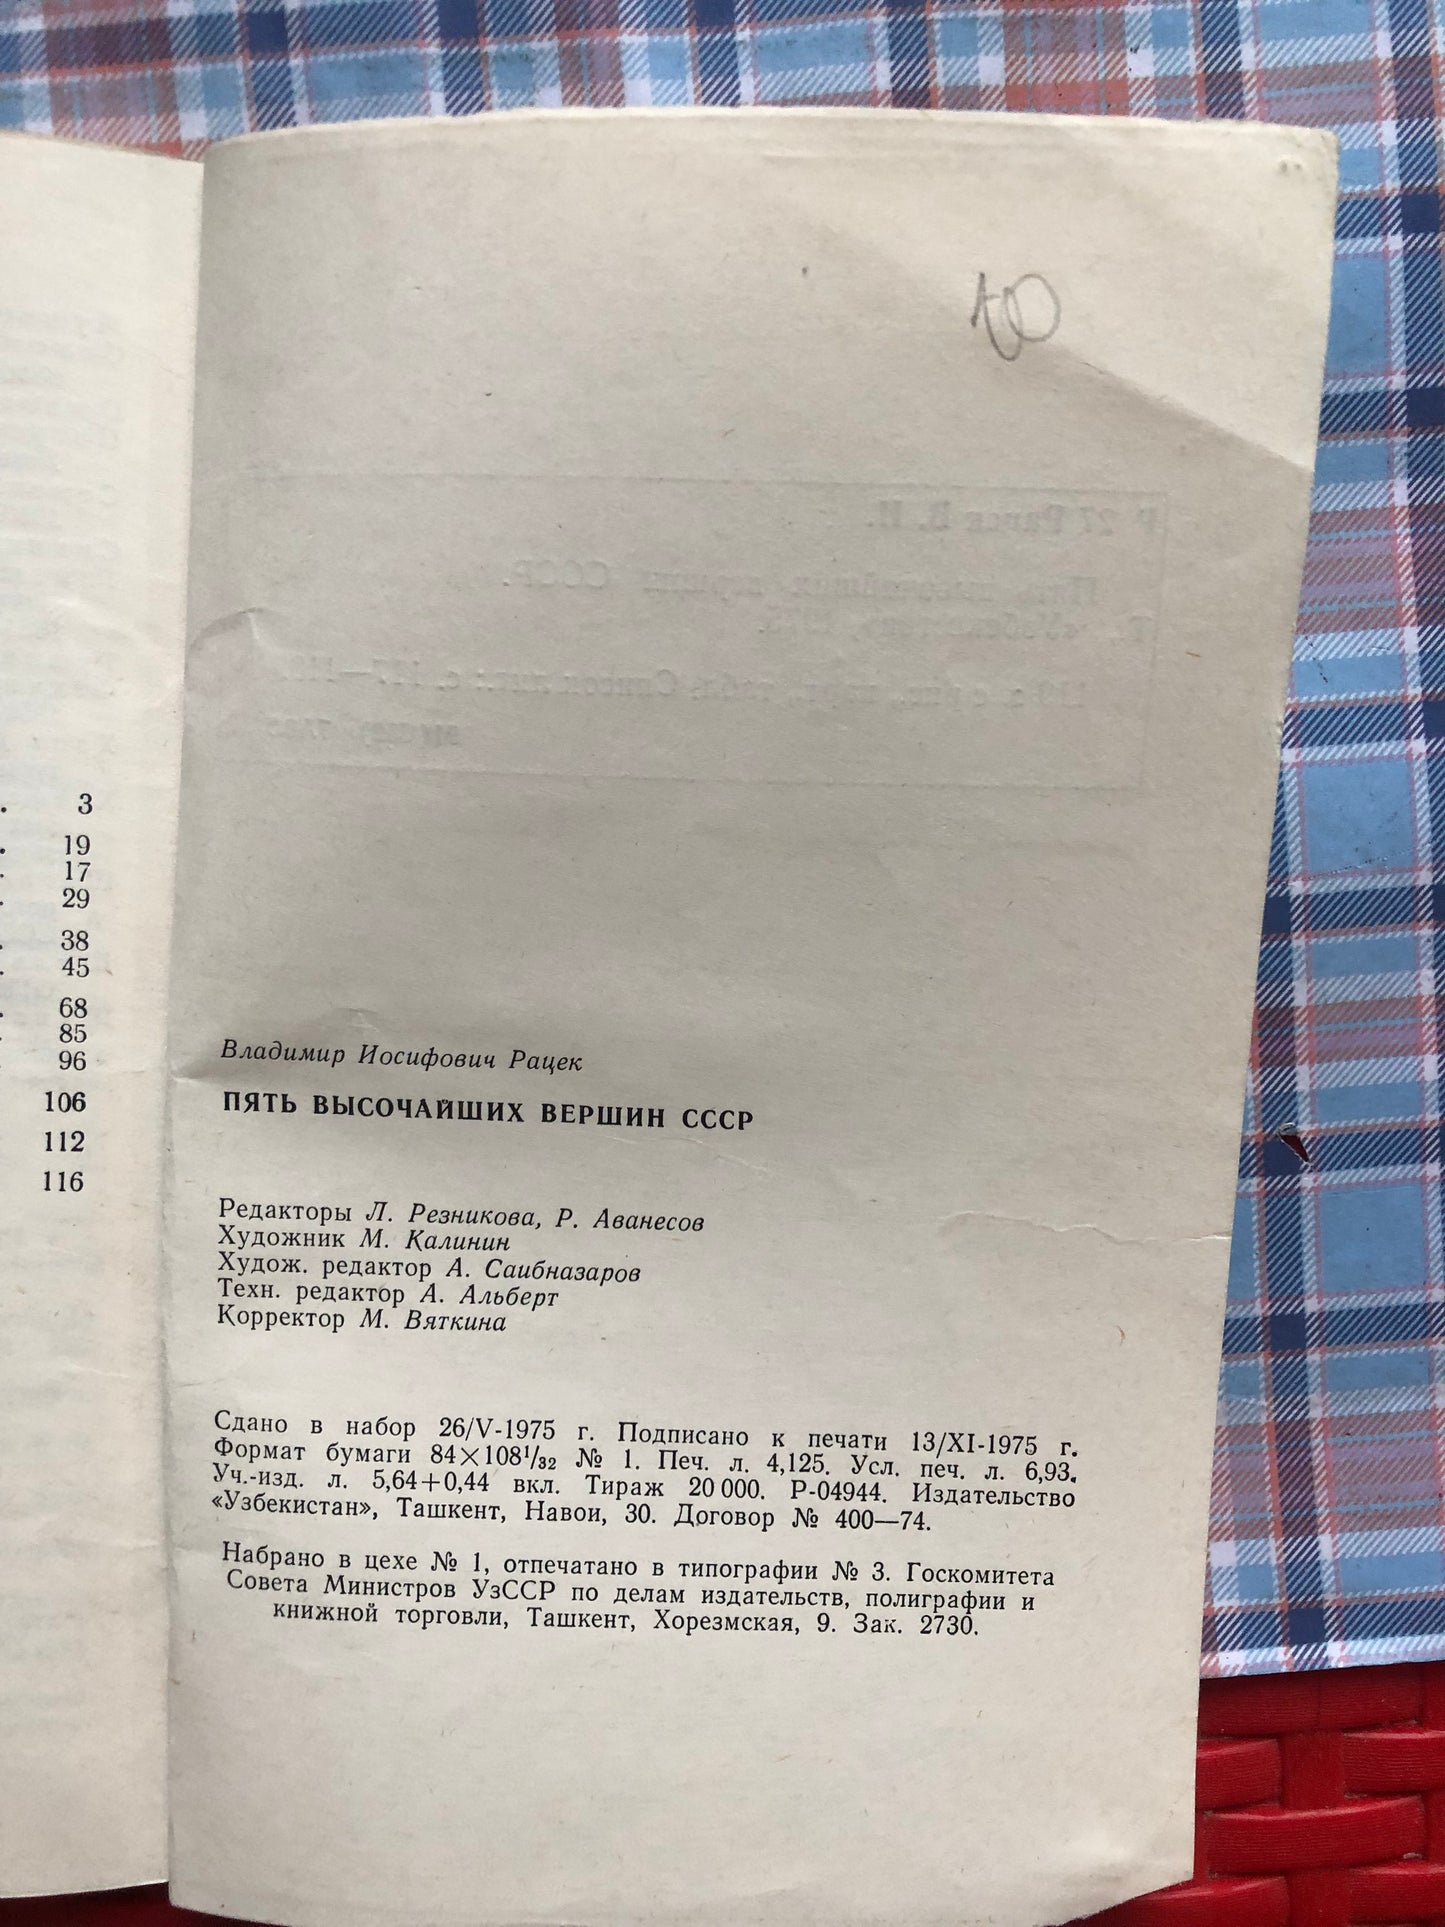 . 3
. 19
. 17
. 29
. 38
. 45
. 68
. 85
. 96
106
112
116
10
Владимир Иосифович Рацек
ПЯТЬ ВЫСОЧАЙШИХ ВЕРШИН СССР
Редакторы Л. Резникова, Р. Аванесов
Художник М. Калинин
Худож. редактор А. Саибназаров
Техн. редактор А. Альберт
Корректор М. Вяткина
Сдано в набор 26/V-1975 г. Подписано к печати 13/XI-1975 г.
Формат бумаги 84×108¹/₃₂ № 1. Печ. л. 4,125. Усл. печ. л. 6,93.
Уч.-изд. л. 5,64+0,44 вкл. Тираж 20 000. Р-04944. Издательство
«Узбекистан», Ташкент, Навои, 30. Договор № 400—74.
Набрано в цехе № 1, отпечатано в типографии № 3. Госкомитета
Совета Министров УзССР по делам издательств, полиграфии и
книжной торговли, Ташкент, Хорезмская, 9. Зак. 2730.